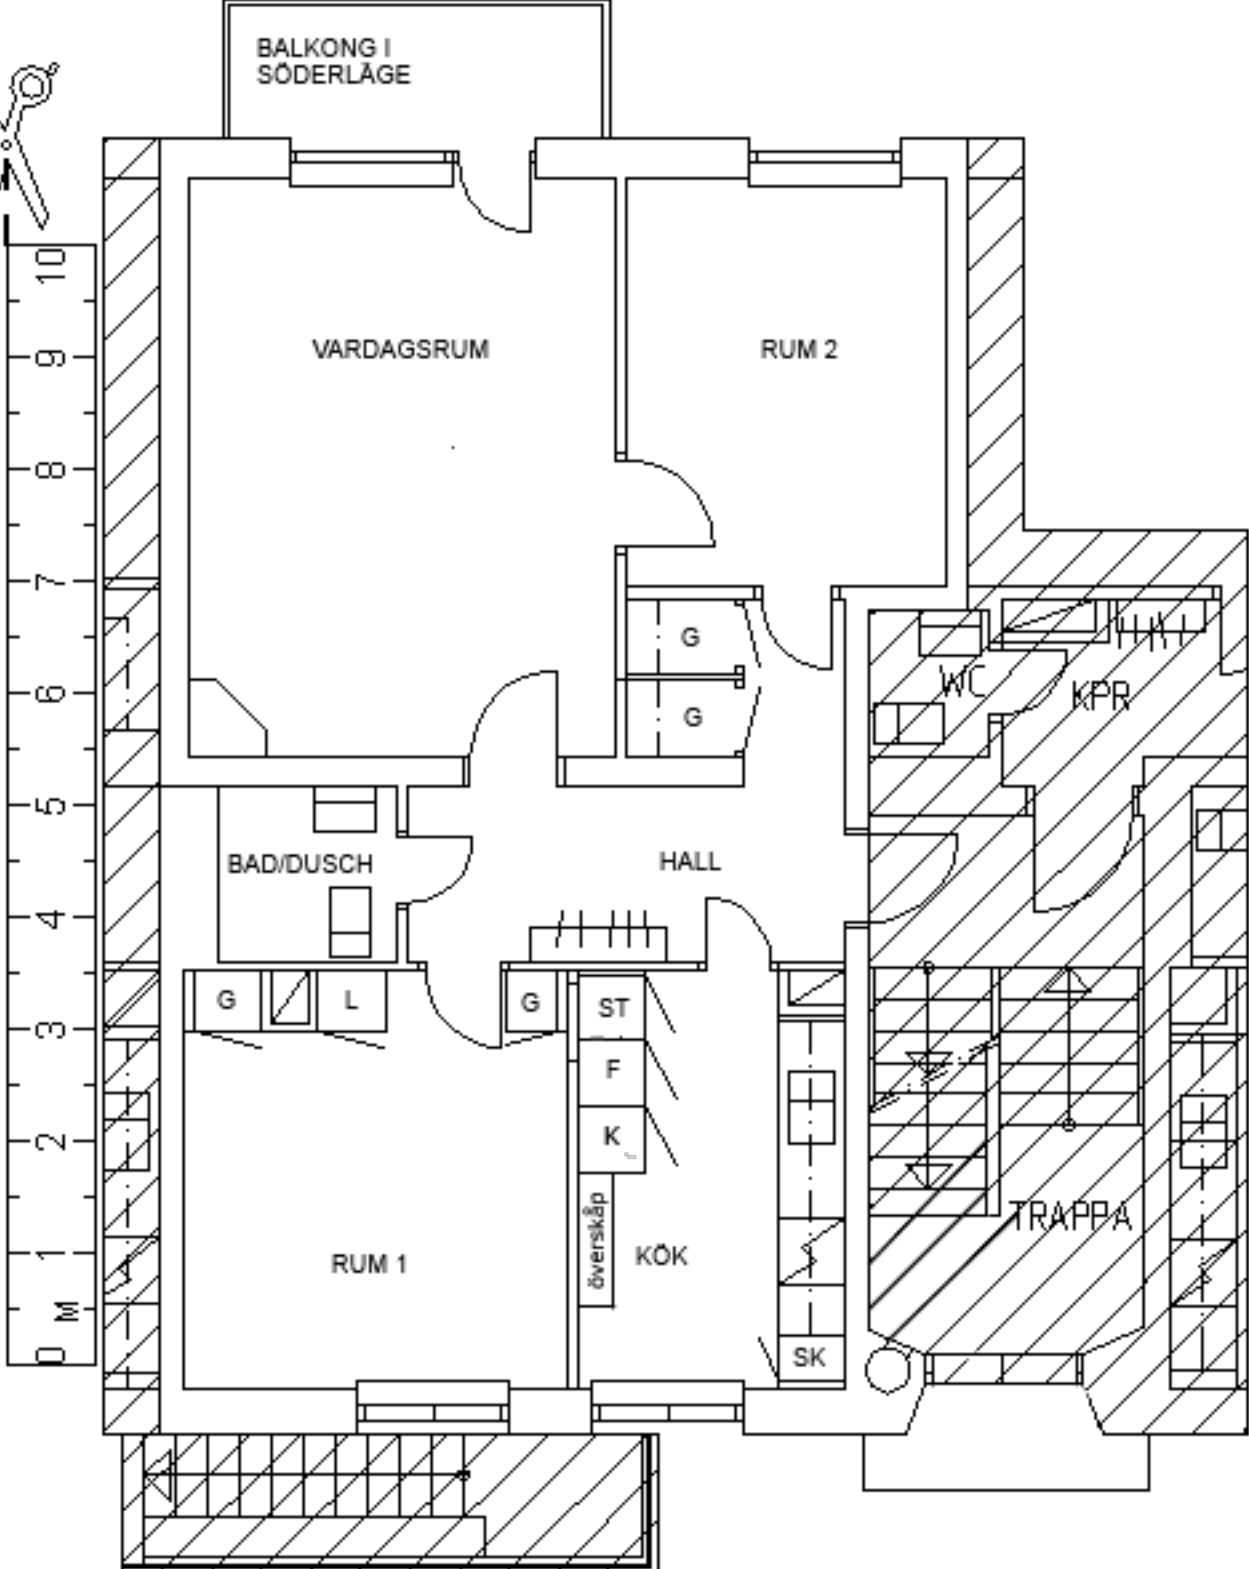 BALKONG I
SÖDERLÄGE
10
9
8
7
6
5
4
3
2
1
M
0
VARDAGSRUM
RUM 2
G
G
WC
KPR
BAD/DUSCH
HALL
G
L
G
ST
F
K
överskåp
RUM 1
KÖK
SK
TRAPPA